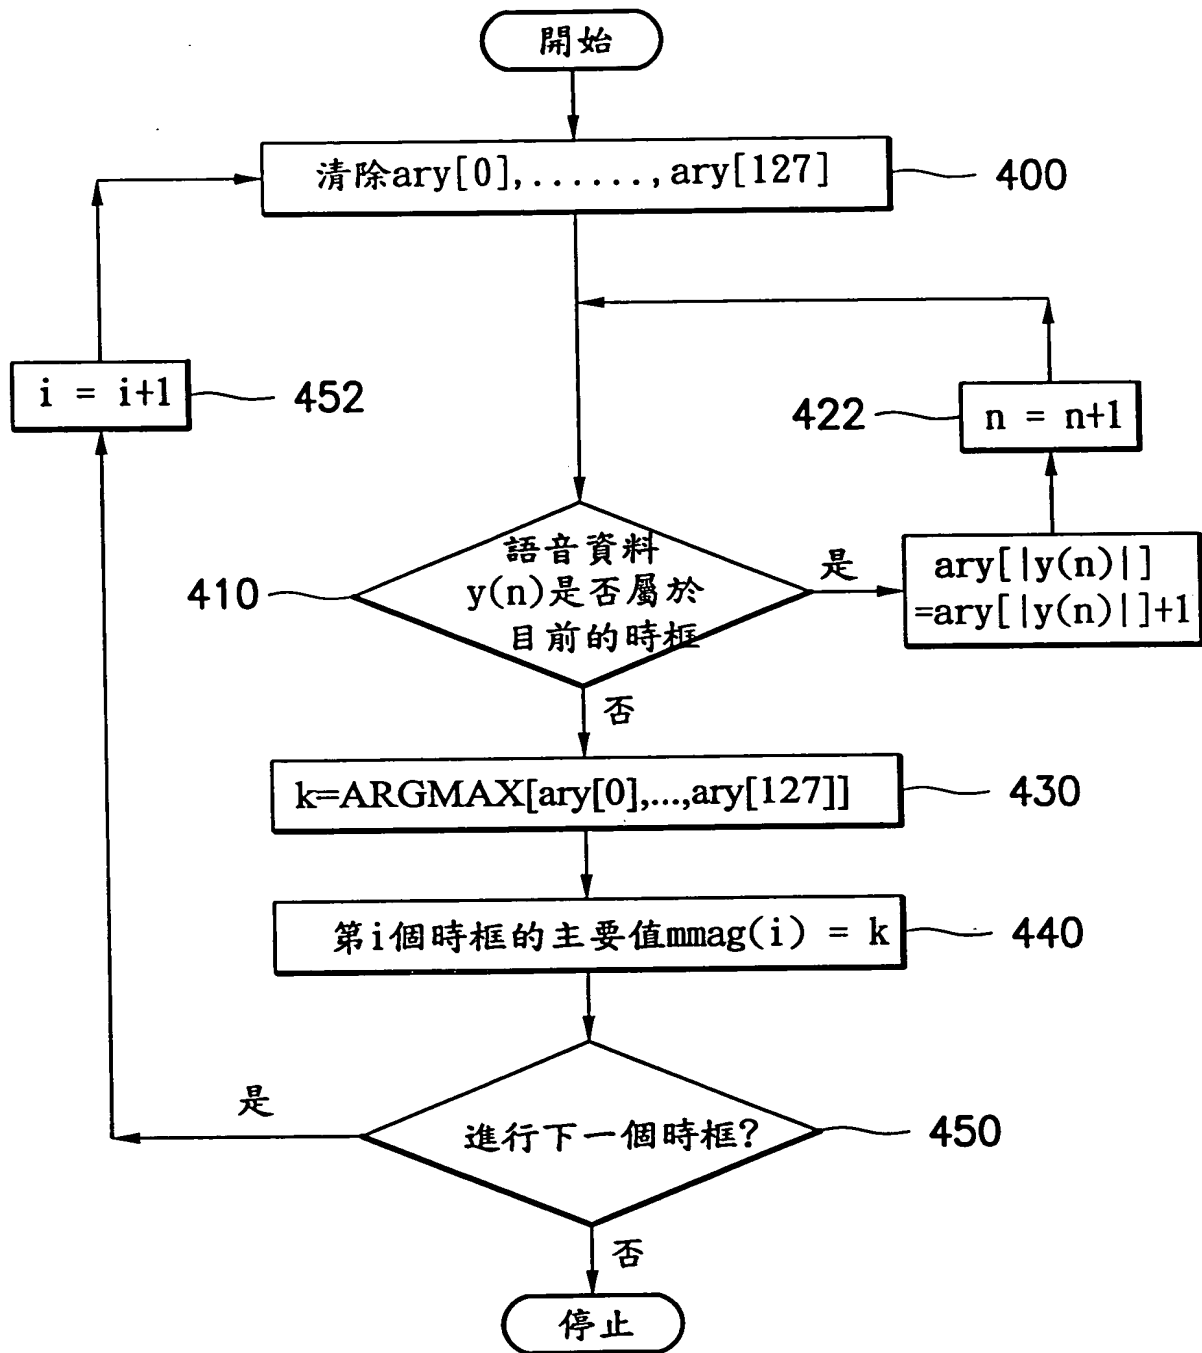 開始
清除ary[0],......,ary[127]
400
i = i+1
452
422
n = n+1
語音資料
y(n)是否屬於
目前的時框
410
是
ary[|y(n)|]
=ary[|y(n)|]+1
否
k=ARGMAX[ary[0],...,ary[127]]
430
第i個時框的主要值mmag(i) = k
440
是
進行下一個時框?
450
否
停止